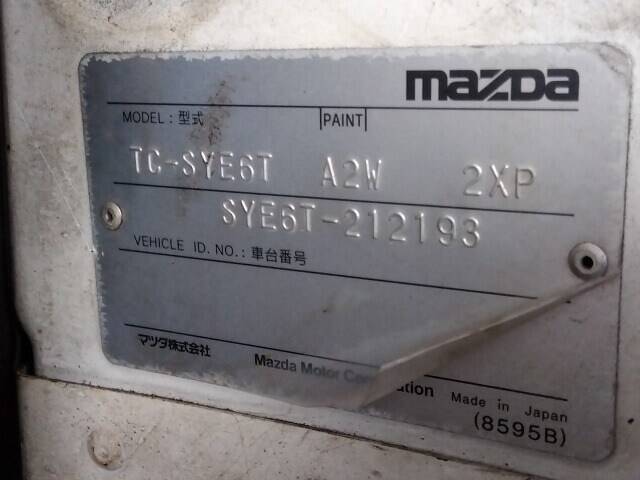 mazda
MODEL : 型式 PAINT
TC-SYE6T A2W 2XP
SYE6T-212193
VEHICLE ID. NO. : 車台番号
マツダ株式会社 Mazda Motor Made in Japan
(8595B)